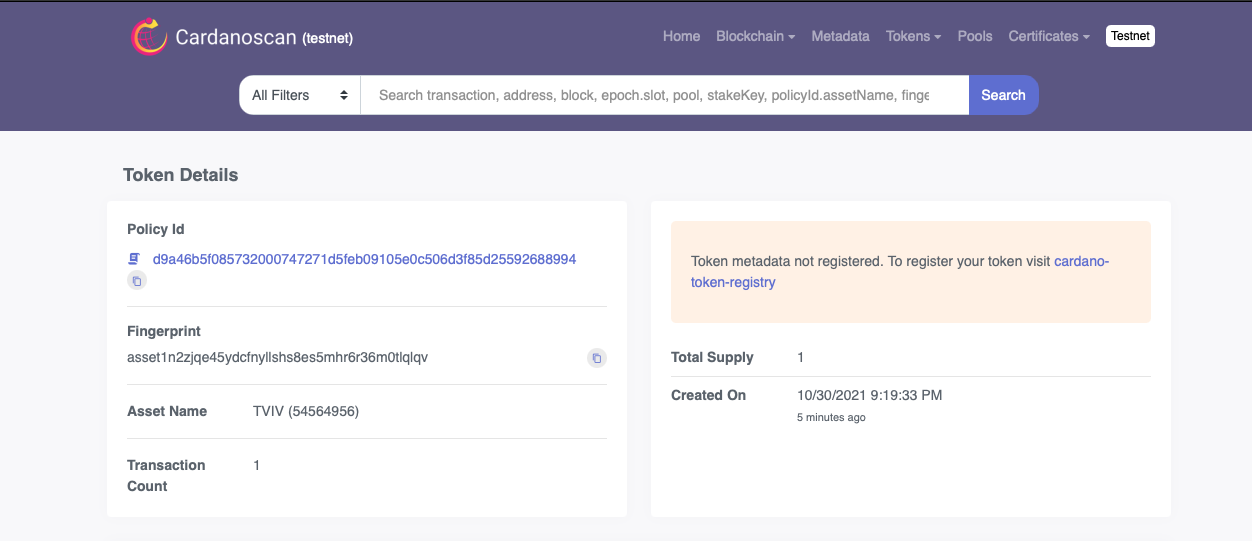 Cardanoscan (testnet)
Home Blockchain Metadata Tokens Pools Certificates Testnet
All Filters Search transaction, address, block, epoch.slot, pool, stakeKey, policyId.assetName, finge Search
Token Details
Policy Id
d9a46b5f085732000747271d5feb09105e0c506d3f85d25592688994
Fingerprint
asset1n2zjqe45ydcfnyllshs8es5mhr6r36m0tlqlqv
Asset Name TVIV (54564956)
Transaction 1
Count
Token metadata not registered. To register your token visit cardano-
token-registry
Total Supply 1
Created On 10/30/2021 9:19:33 PM
5 minutes ago